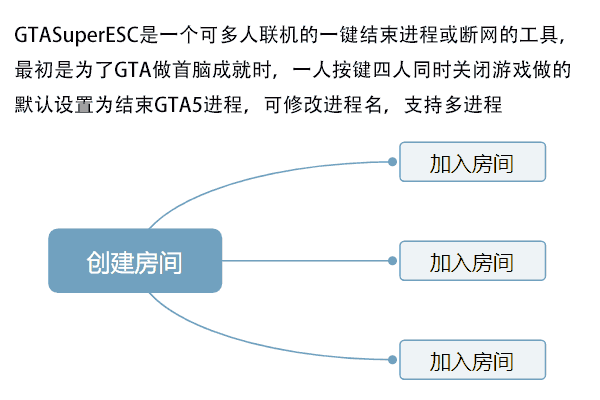 GTASuperESC是一个可多人联机的一键结束进程或断网的工具,
最初是为了GTA做首脑成就时，一人按键四人同时关闭游戏做的
默认设置为结束GTA5进程，可修改进程名，支持多进程
加入房间
创建房间
加入房间
加入房间